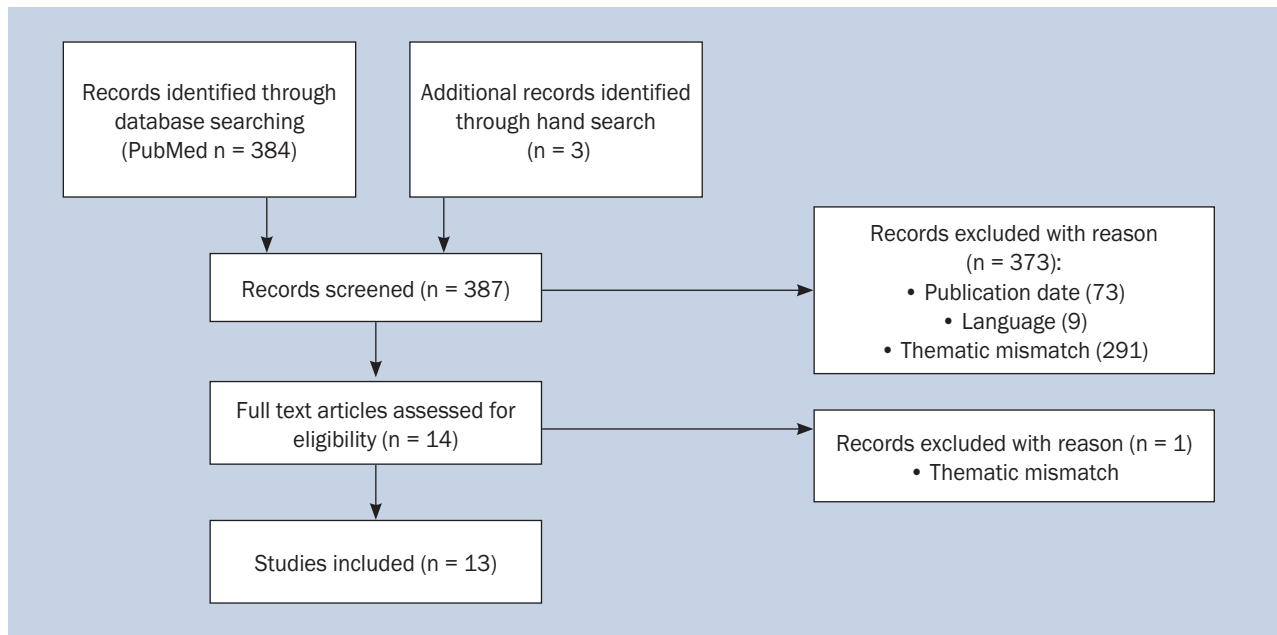 Records identified through
database searching
(PubMed n = 384)
Additional records identified
through hand search
(n = 3)
Records screened (n = 387)
Records excluded with reason
(n = 373):
• Publication date (73)
• Language (9)
• Thematic mismatch (291)
Full text articles assessed for
eligibility (n = 14)
Records excluded with reason (n = 1)
• Thematic mismatch
Studies included (n = 13)